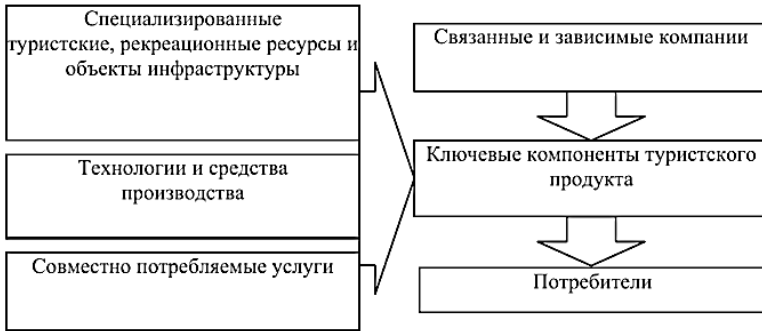 Специализированные
туристские, рекреационные ресурсы и
объекты инфраструктуры
Технологии и средства
производства
Совместно потребляемые услуги
Связанные и зависимые компании
Ключевые компоненты туристского
продукта
Потребители